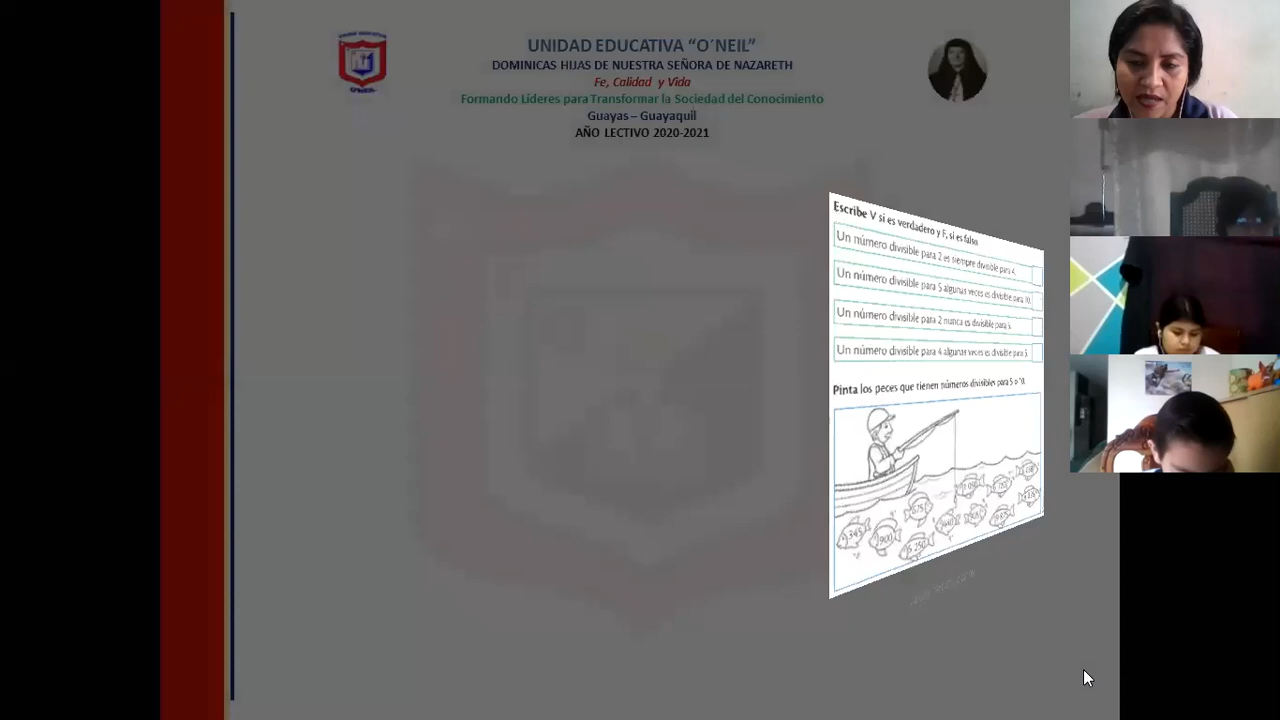 UNIDAD EDUCATIVA “O´NEIL”
DOMINICAS HIJAS DE NUESTRA SEÑORA DE NAZARETH
Fe, Calidad y Vida
Formando Líderes para Transformar la Sociedad del Conocimiento
Guayas – Guayaquil
AÑO LECTIVO 2020-2021
Escribe V si es verdadero y F, si es falso
Un número divisible para 2 es siempre divisible para 4.
Un número divisible para 5 algunas veces es divisible para 10.
Un número divisible para 2 nunca es divisible para 5.
Un número divisible para 4 algunas veces es divisible para 5.
Pinta los peces que tienen números divisibles para 5 o 10.
345
900
675